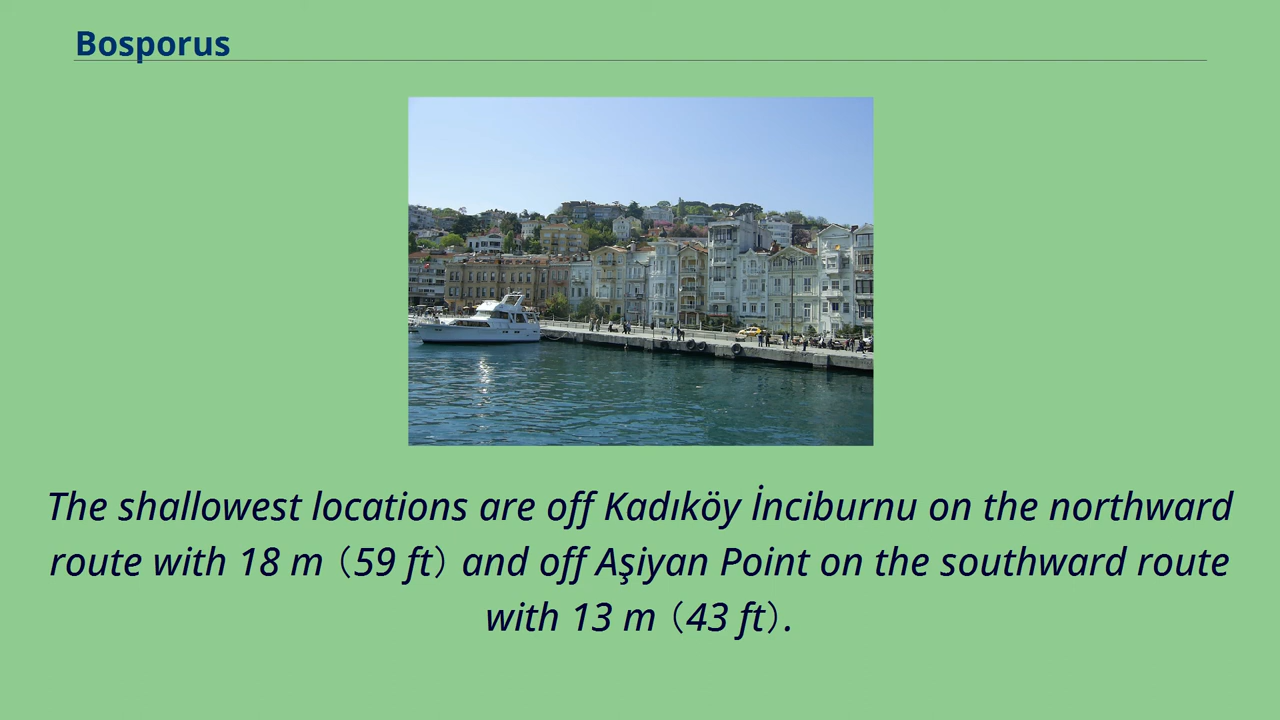 Bosporus
The shallowest locations are off Kadıköy İnciburnu on the northward
route with 18 m（59 ft）and off Aşiyan Point on the southward route
with 13 m（43 ft）.